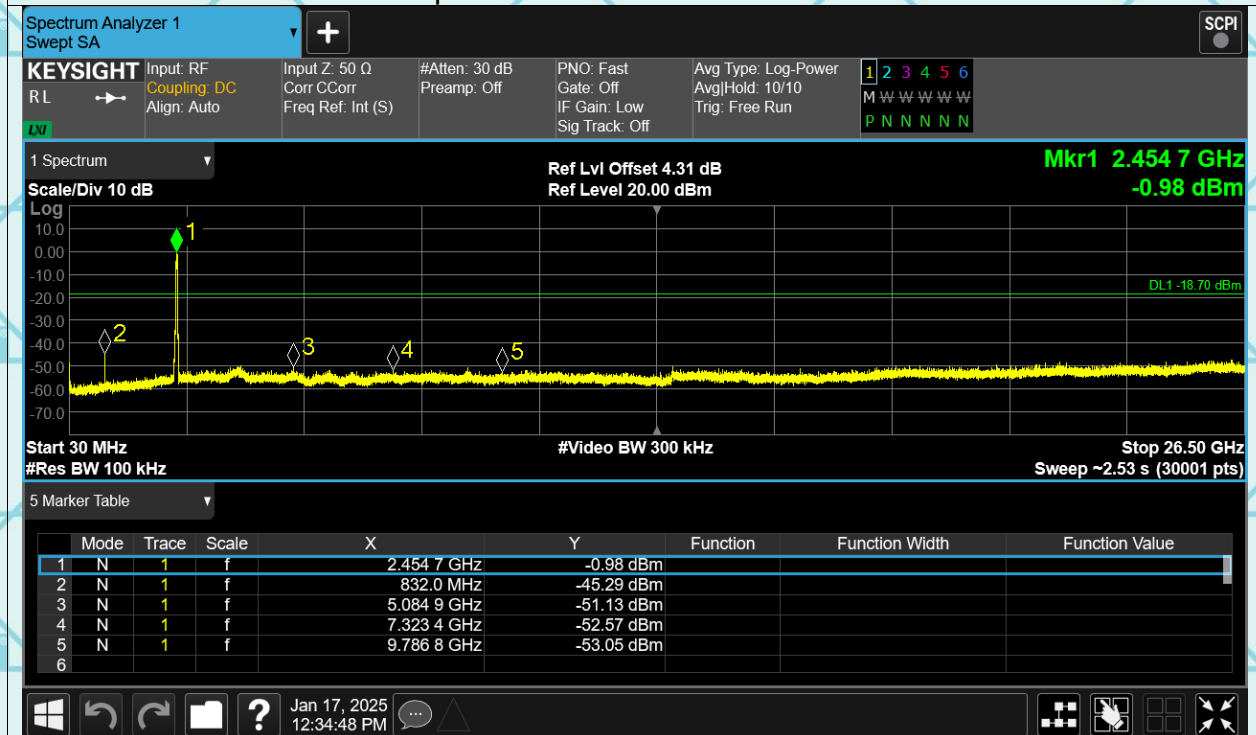 Spectrum Analyzer 1
Swept SA
+
SCPI
KEYSIGHT
RL
LXI
Input: RF
Coupling: DC
Align: Auto
Input Z: 50 Ω
Corr CCorr
Freq Ref: Int (S)
#Atten: 30 dB
Preamp: Off
PNO: Fast
Gate: Off
IF Gain: Low
Sig Track: Off
Avg Type: Log-Power
Avg|Hold: 10/10
Trig: Free Run
1 2 3 4 5 6
M W W W W W
P N N N N N
1 Spectrum
Scale/Div 10 dB
Ref Lvl Offset 4.31 dB
Ref Level 20.00 dBm
Mkr1 2.454 7 GHz
-0.98 dBm
Log
10.0
0.00
-10.0
-20.0
-30.0
-40.0
-50.0
-60.0
-70.0
1
2
3
4
5
DL1 -18.70 dBm
Start 30 MHz
#Res BW 100 kHz
#Video BW 300 kHz
Stop 26.50 GHz
Sweep ~2.53 s (30001 pts)
5 Marker Table
Mode Trace Scale X Y Function Function Width Function Value
1 N 1 f 2.454 7 GHz -0.98 dBm
2 N 1 f 832.0 MHz -45.29 dBm
3 N 1 f 5.084 9 GHz -51.13 dBm
4 N 1 f 7.323 4 GHz -52.57 dBm
5 N 1 f 9.786 8 GHz -53.05 dBm
6
?
Jan 17, 2025
12:34:48 PM